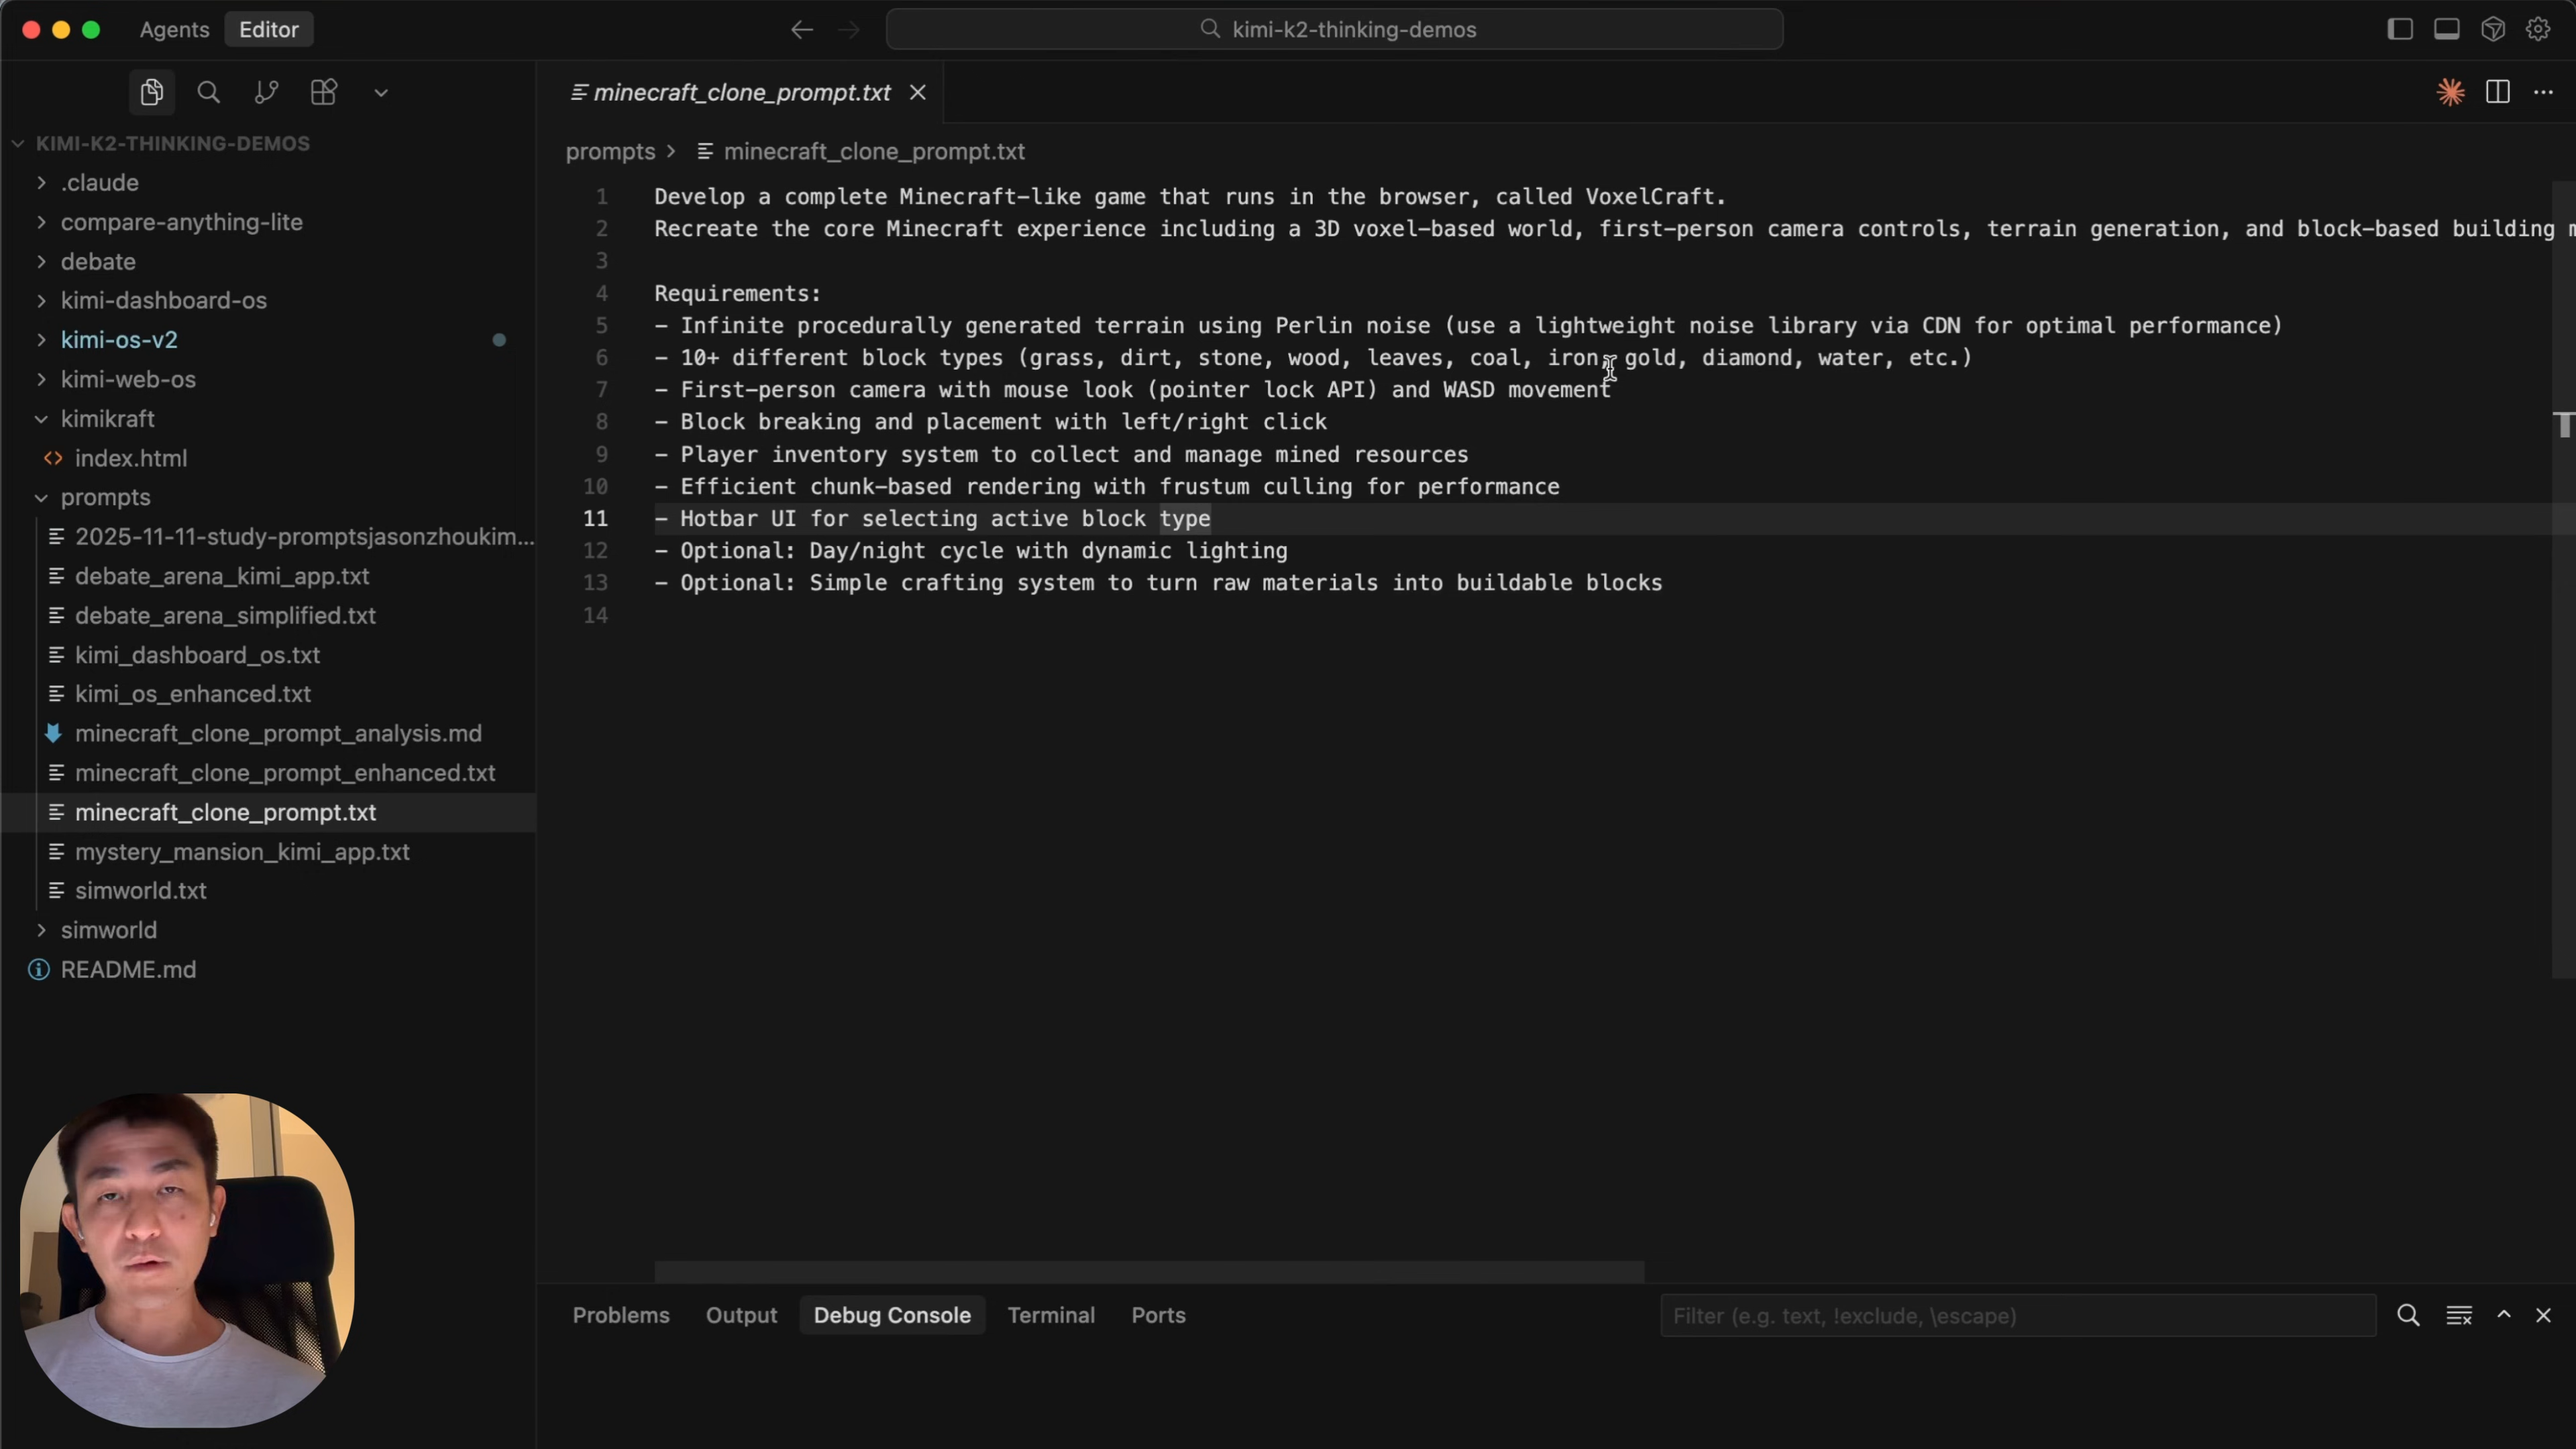 Agents Editor
kimi-k2-thinking-demos
minecraft_clone_prompt.txt
KIMI-K2-THINKING-DEMOS
.claude
compare-anything-lite
debate
kimi-dashboard-os
kimi-os-v2
kimi-web-os
kimikraft
index.html
prompts
2025-11-11-study-promptsjasonzhoukim...
debate_arena_kimi_app.txt
debate_arena_simplified.txt
kimi_dashboard_os.txt
kimi_os_enhanced.txt
minecraft_clone_prompt_analysis.md
minecraft_clone_prompt_enhanced.txt
minecraft_clone_prompt.txt
mystery_mansion_kimi_app.txt
simworld.txt
simworld
README.md
prompts > minecraft_clone_prompt.txt
1 Develop a complete Minecraft-like game that runs in the browser, called VoxelCraft.
2 Recreate the core Minecraft experience including a 3D voxel-based world, first-person camera controls, terrain generation, and block-based building m
3
4 Requirements:
5 - Infinite procedurally generated terrain using Perlin noise (use a lightweight noise library via CDN for optimal performance)
6 - 10+ different block types (grass, dirt, stone, wood, leaves, coal, iron, gold, diamond, water, etc.)
7 - First-person camera with mouse look (pointer lock API) and WASD movement
8 - Block breaking and placement with left/right click
9 - Player inventory system to collect and manage mined resources
10 - Efficient chunk-based rendering with frustum culling for performance
11 - Hotbar UI for selecting active block type
12 - Optional: Day/night cycle with dynamic lighting
13 - Optional: Simple crafting system to turn raw materials into buildable blocks
14
Problems Output Debug Console Terminal Ports
Filter (e.g. text, !exclude, \escape)